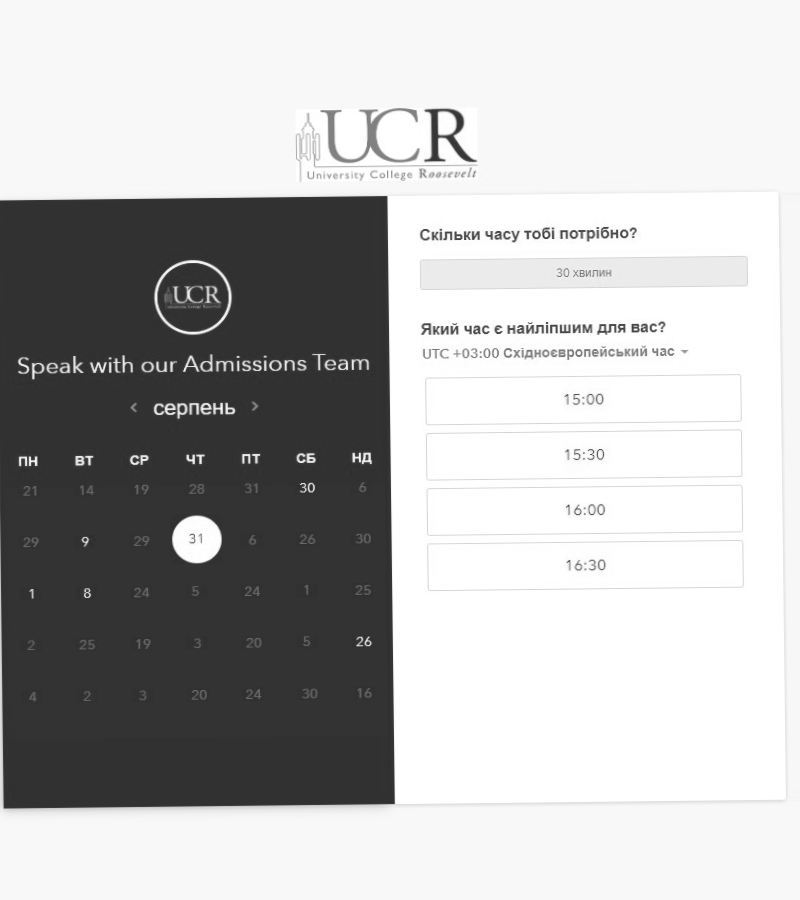 UCR
University College Roosevelt
UCR
Speak with our Admissions Team
< серпень >
ПН ВТ СР ЧТ ПТ СБ НД
21 14 19 28 31 30 6
29 9 29 31 6 26 30
1 8 24 5 24 1 25
2 25 19 3 20 5 26
4 2 3 20 24 30 16
Скільки часу тобі потрібно?
30 хвилин
Який час є найліпшим для вас?
UTC +03:00 Східноєвропейський час
15:00
15:30
16:00
16:30